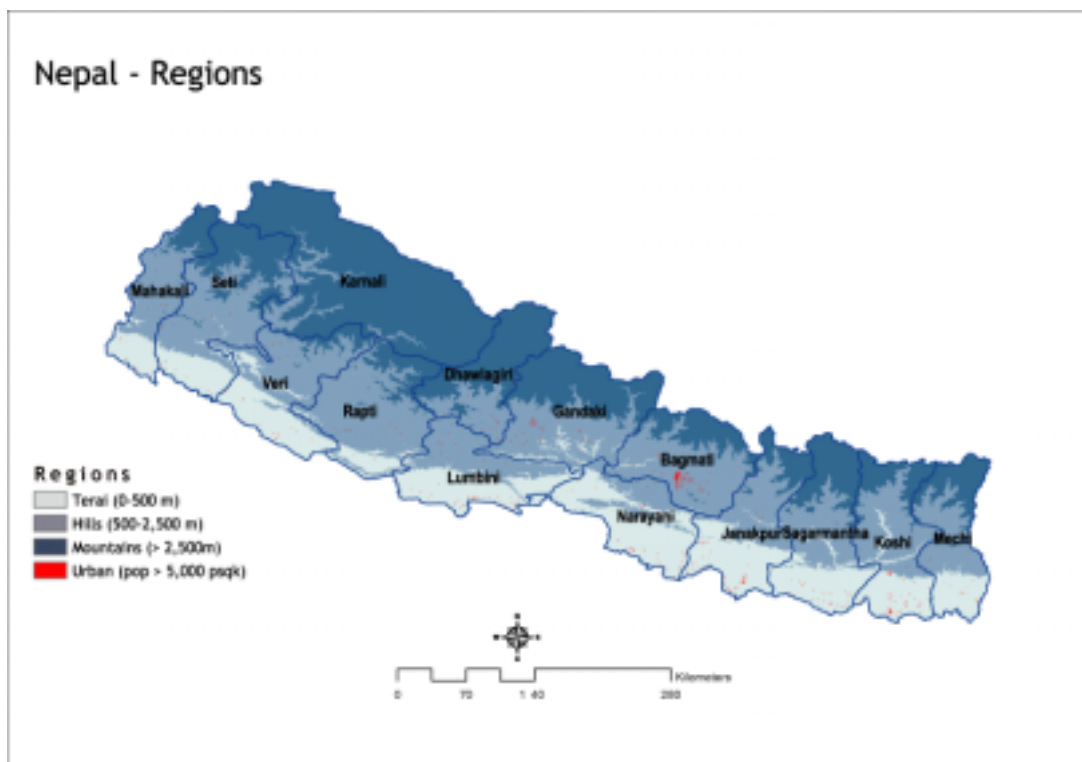 Nepal - Regions
Mahakali
Seti
Karnali
Veri
Rapti
Dhawlagiri
Gandaki
Lumbini
Bagmati
Narayani
Janakpur
Sagarmantha
Koshi
Mechi
Regions
Terai (0-500 m)
Hills (500-2,500 m)
Mountains (> 2,500m)
Urban (pop > 5,000 psqk)
Kilometers
0 70 1 40 280